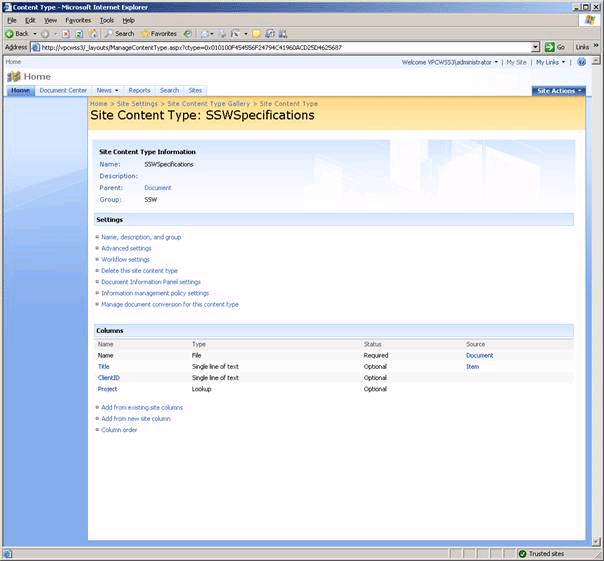 Content Type - Microsoft Internet Explorer
File Edit View Favorites Tools Help
Back Search Favorites
Address http://vpcwss3/_layouts/ManageContentType.aspx?ctype=0x010100F454556F24794C41960ACD25D4625687 Go Links »
Home Welcome VPCWSS3\administrator | My Site | My Links |
Home
Home Document Center News Reports Search Sites Site Actions
Home > Site Settings > Site Content Type Gallery > Site Content Type
Site Content Type: SSWSpecifications
Site Content Type Information
Name: SSWSpecifications
Description:
Parent: Document
Group: SSW
Settings
Name, description, and group
Advanced settings
Workflow settings
Delete this site content type
Document Information Panel settings
Information management policy settings
Manage document conversion for this content type
Columns
Name Type Status Source
Name File Required Document
Title Single line of text Optional Item
ClientID Single line of text Optional
Project Lookup Optional
Add from existing site columns
Add from new site column
Column order
Trusted sites